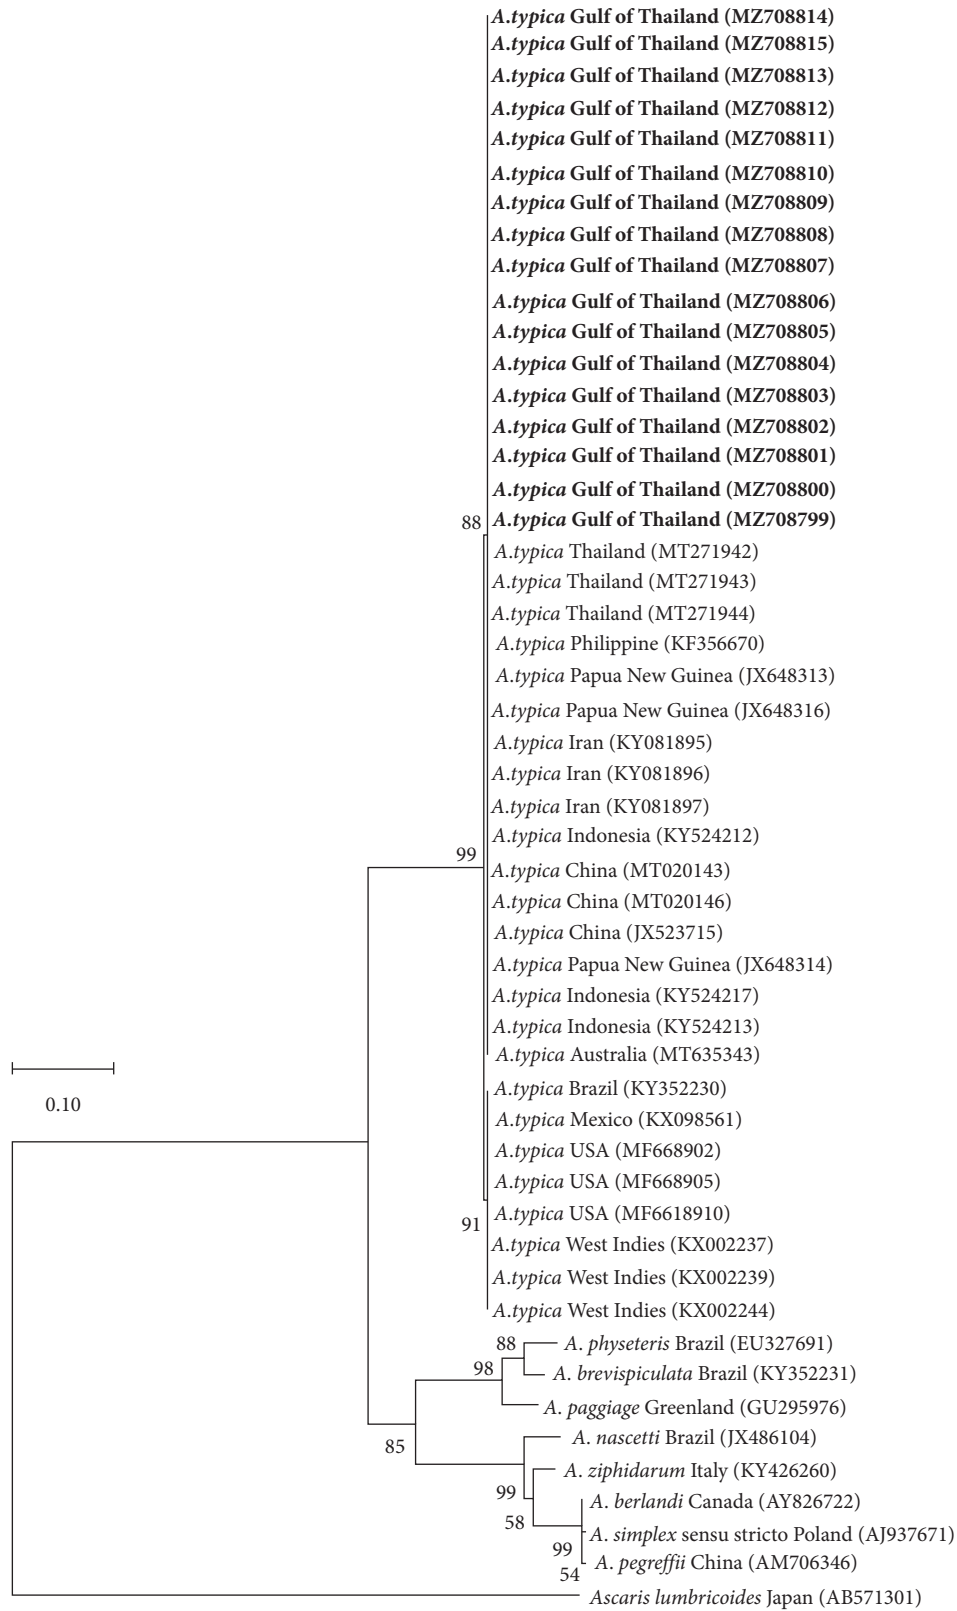 A.typica Gulf of Thailand (MZ708814)
A.typica Gulf of Thailand (MZ708815)
A.typica Gulf of Thailand (MZ708813)
A.typica Gulf of Thailand (MZ708812)
A.typica Gulf of Thailand (MZ708811)
A.typica Gulf of Thailand (MZ708810)
A.typica Gulf of Thailand (MZ708809)
A.typica Gulf of Thailand (MZ708808)
A.typica Gulf of Thailand (MZ708807)
A.typica Gulf of Thailand (MZ708806)
A.typica Gulf of Thailand (MZ708805)
A.typica Gulf of Thailand (MZ708804)
A.typica Gulf of Thailand (MZ708803)
A.typica Gulf of Thailand (MZ708802)
A.typica Gulf of Thailand (MZ708801)
A.typica Gulf of Thailand (MZ708800)
A.typica Gulf of Thailand (MZ708799)
88
A.typica Thailand (MT271942)
A.typica Thailand (MT271943)
A.typica Thailand (MT271944)
A.typica Philippine (KF356670)
A.typica Papua New Guinea (JX648313)
A.typica Papua New Guinea (JX648316)
A.typica Iran (KY081895)
A.typica Iran (KY081896)
A.typica Iran (KY081897)
A.typica Indonesia (KY524212)
99
A.typica China (MT020143)
A.typica China (MT020146)
A.typica China (JX523715)
A.typica Papua New Guinea (JX648314)
A.typica Indonesia (KY524217)
A.typica Indonesia (KY524213)
A.typica Australia (MT635343)
A.typica Brazil (KY352230)
0.10
A.typica Mexico (KX098561)
A.typica USA (MF668902)
A.typica USA (MF668905)
A.typica USA (MF6618910)
91
A.typica West Indies (KX002237)
A.typica West Indies (KX002239)
A.typica West Indies (KX002244)
88
A. physeteris Brazil (EU327691)
98
A. brevispiculata Brazil (KY352231)
A. paggiage Greenland (GU295976)
A. nascetti Brazil (JX486104)
85
A. ziphidarum Italy (KY426260)
99
A. berlandi Canada (AY826722)
58
A. simplex sensu stricto Poland (AJ937671)
99
A. pegreffii China (AM706346)
54
Ascaris lumbricoides Japan (AB571301)